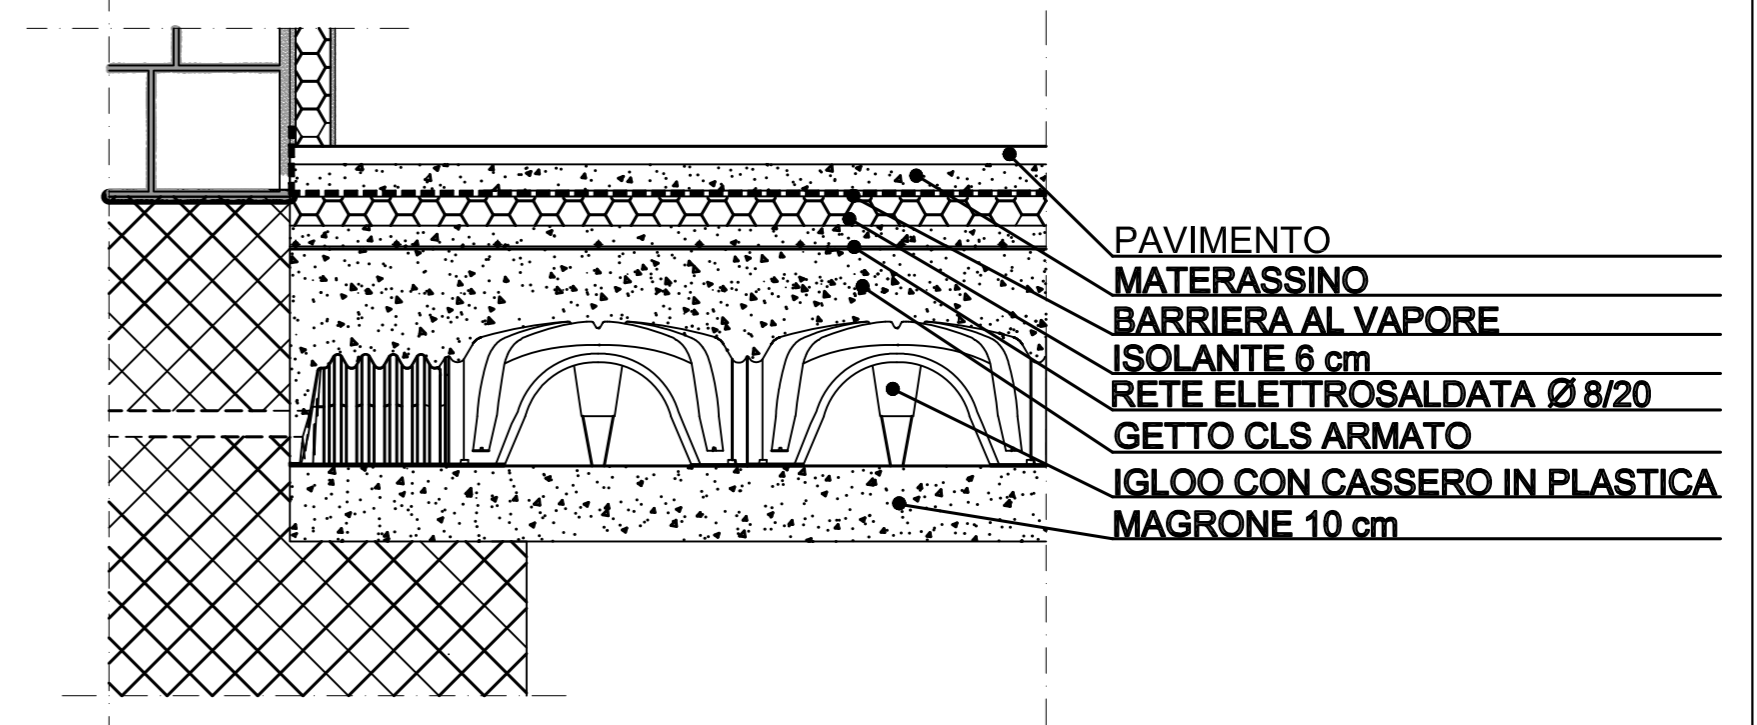 PAVIMENTO
MATERASSINO
BARRIERA AL VAPORE
ISOLANTE 6 cm
RETE ELETTROSALDATA Ø 8/20
GETTO CLS ARMATO
IGLOO CON CASSERO IN PLASTICA
MAGRONE 10 cm